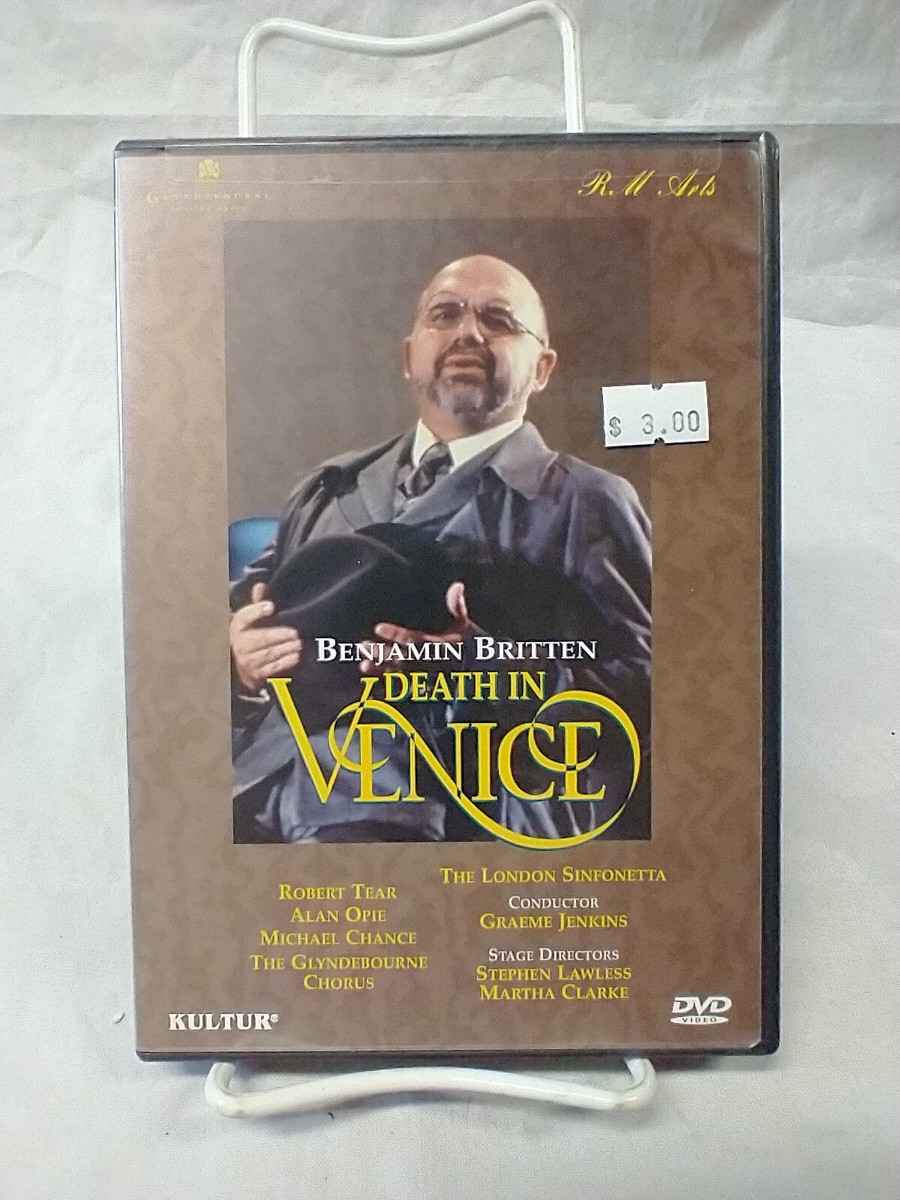 GLYNDEBOURNE
R.M Arts
$ 3.00
BENJAMIN BRITTEN
DEATH IN
VENICE
ROBERT TEAR
ALAN OPIE
MICHAEL CHANCE
THE GLYNDEBOURNE
CHORUS
THE LONDON SINFONETTA
CONDUCTOR
GRAEME JENKINS
STAGE DIRECTORS
STEPHEN LAWLESS
MARTHA CLARKE
KULTUR®
DVD
VIDEO